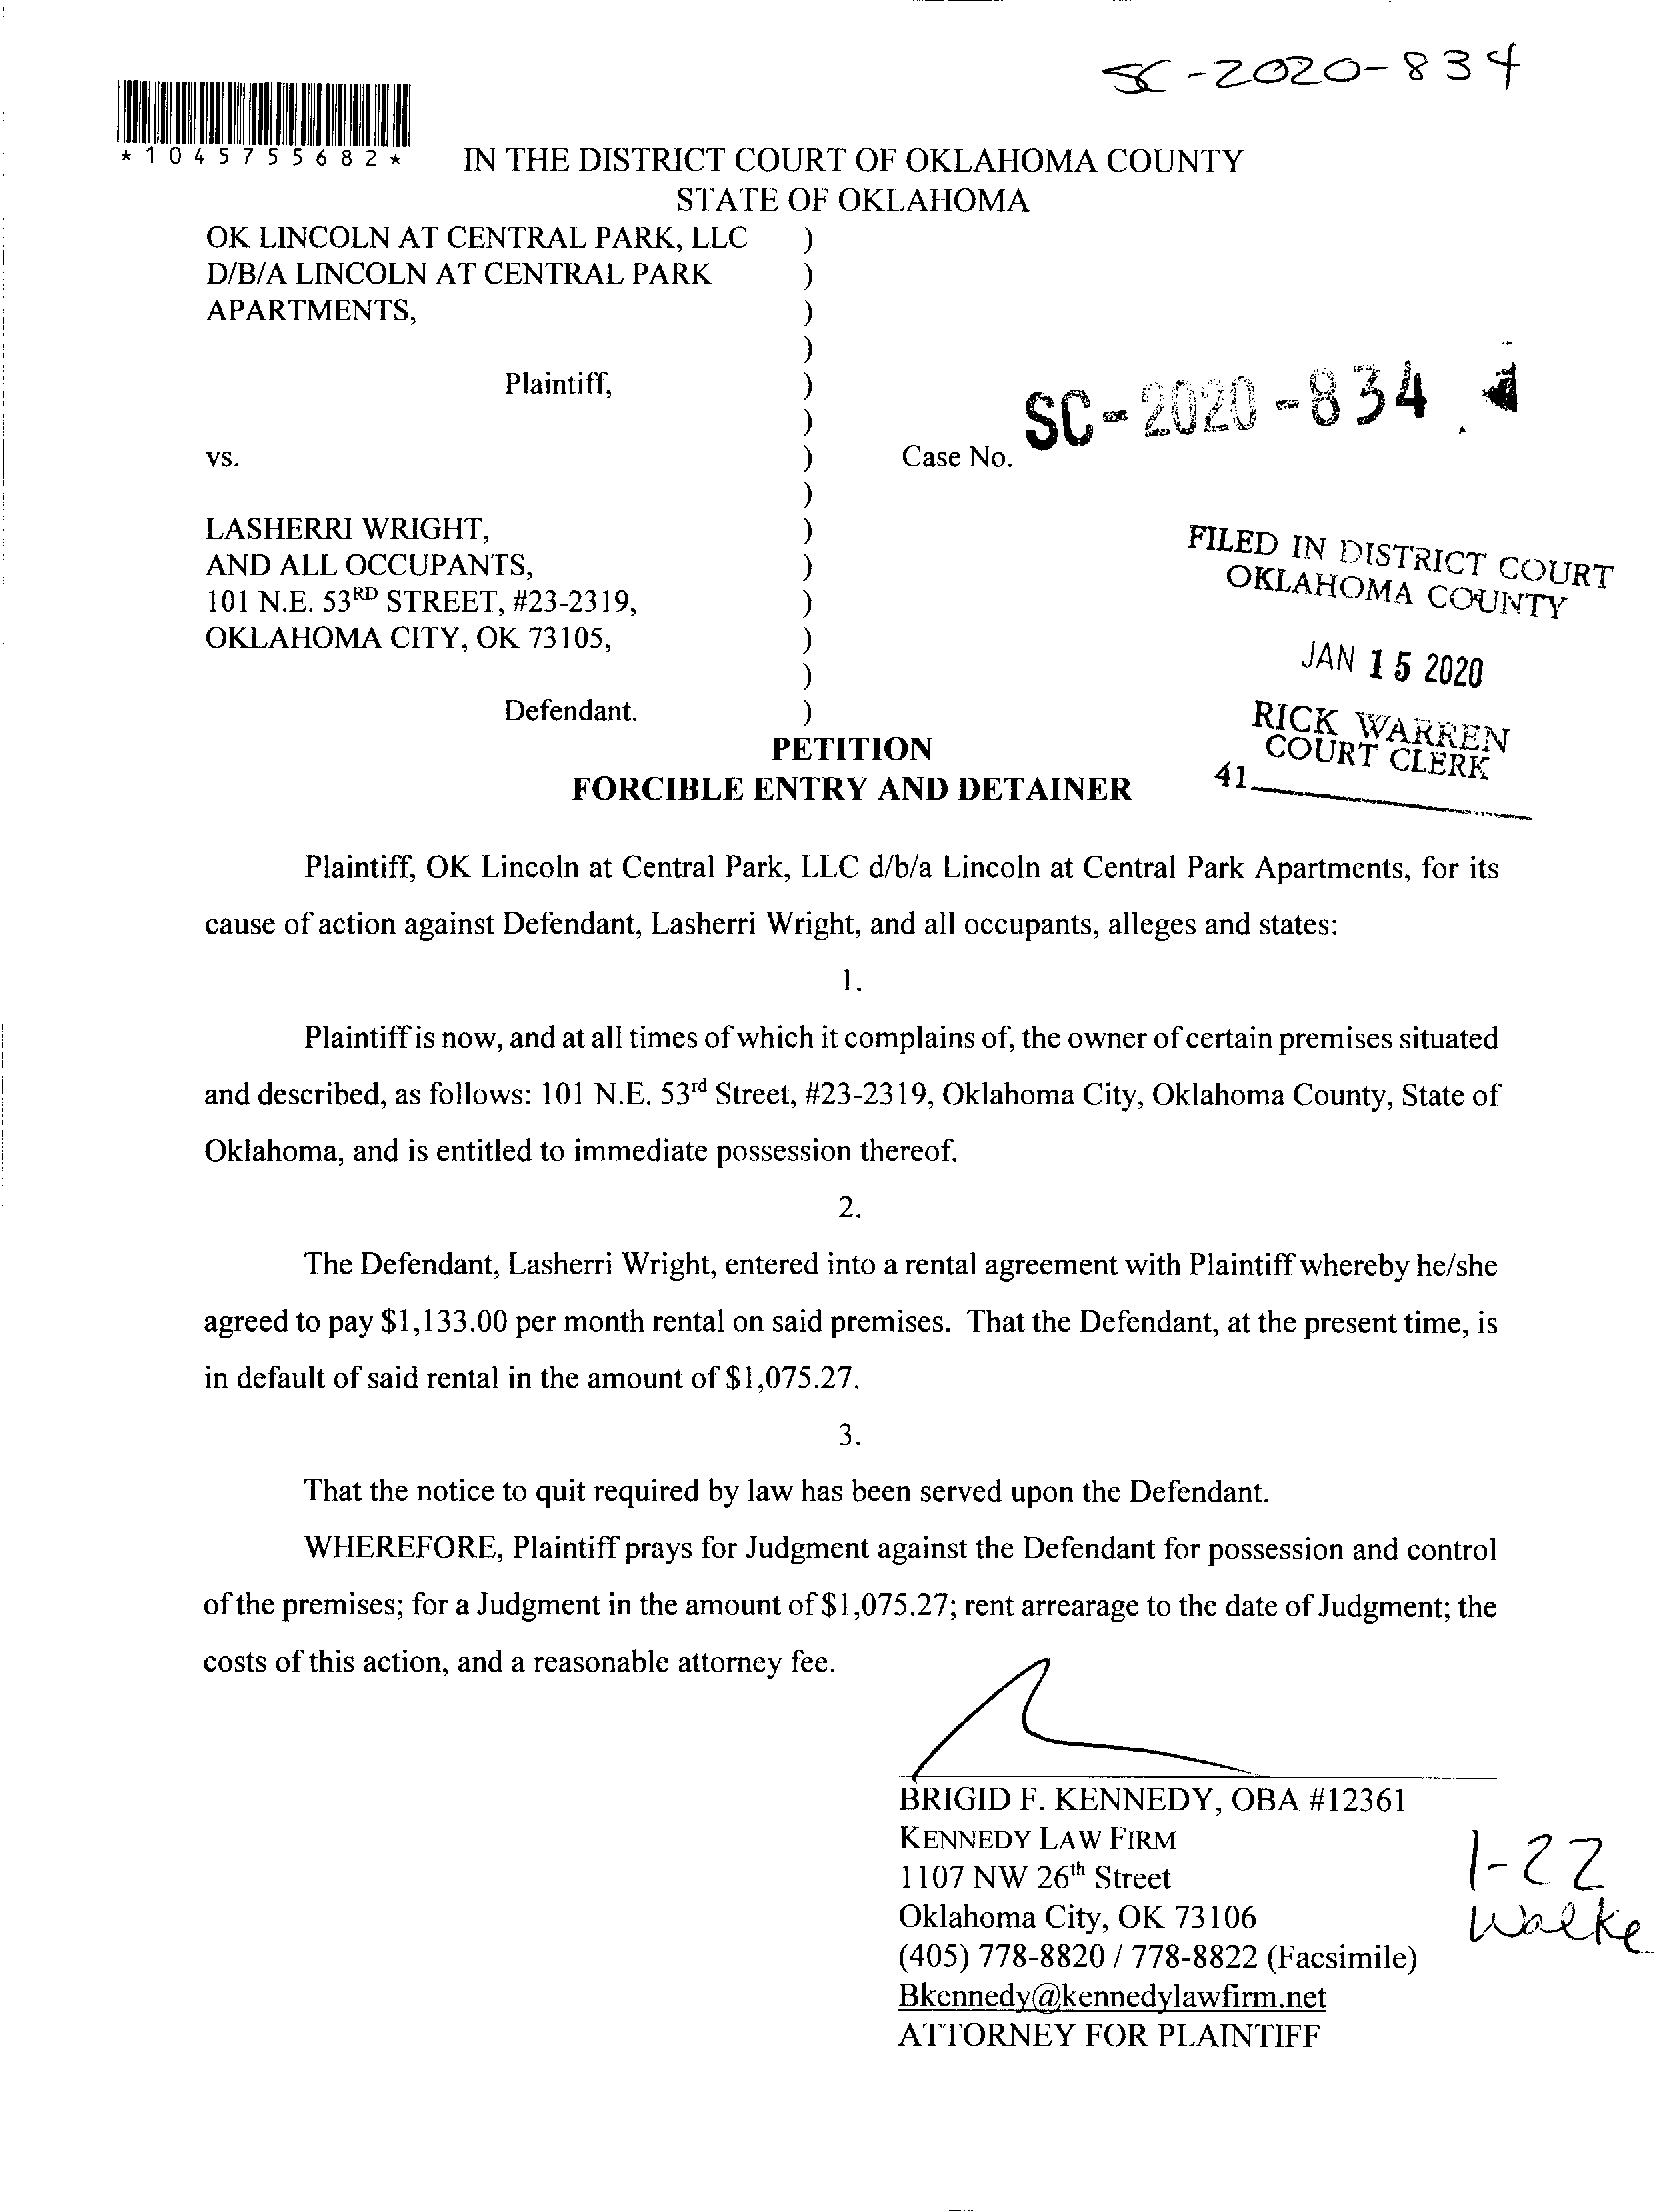 SC-2020-834
*1045755682*
IN THE DISTRICT COURT OF OKLAHOMA COUNTY
STATE OF OKLAHOMA
OK LINCOLN AT CENTRAL PARK, LLC )
D/B/A LINCOLN AT CENTRAL PARK )
APARTMENTS, )
)
Plaintiff, )
)
SC-2020-834
vs. ) Case No.
)
LASHERRI WRIGHT, )
AND ALL OCCUPANTS, )
101 N.E. 53RD STREET, #23-2319, )
OKLAHOMA CITY, OK 73105, )
)
Defendant. )
FILED IN DISTRICT COURT
OKLAHOMA COUNTY
JAN 15 2020
RICK WARREN
COURT CLERK
41
PETITION
FORCIBLE ENTRY AND DETAINER
Plaintiff, OK Lincoln at Central Park, LLC d/b/a Lincoln at Central Park Apartments, for its
cause of action against Defendant, Lasherri Wright, and all occupants, alleges and states:
1.
Plaintiff is now, and at all times of which it complains of, the owner of certain premises situated
and described, as follows: 101 N.E. 53rd Street, #23-2319, Oklahoma City, Oklahoma County, State of
Oklahoma, and is entitled to immediate possession thereof.
2.
The Defendant, Lasherri Wright, entered into a rental agreement with Plaintiff whereby he/she
agreed to pay $1,133.00 per month rental on said premises. That the Defendant, at the present time, is
in default of said rental in the amount of $1,075.27.
3.
That the notice to quit required by law has been served upon the Defendant.
WHEREFORE, Plaintiff prays for Judgment against the Defendant for possession and control
of the premises; for a Judgment in the amount of $1,075.27; rent arrearage to the date of Judgment; the
costs of this action, and a reasonable attorney fee.
BRIGID F. KENNEDY, OBA #12361
KENNEDY LAW FIRM
1107 NW 26th Street
Oklahoma City, OK 73106
(405) 778-8820 / 778-8822 (Facsimile)
Bkennedy@kennedylawfirm.net
ATTORNEY FOR PLAINTIFF
1-22
Walke